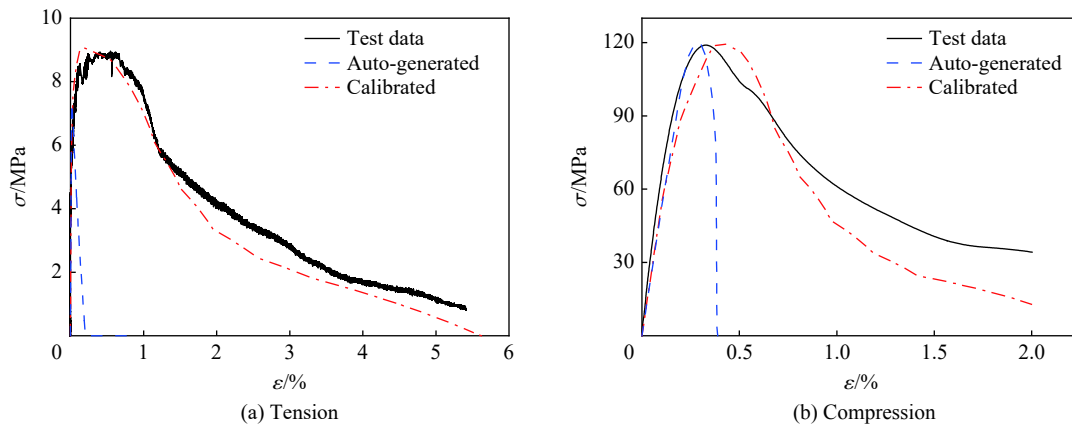 10
8
6
4
2
0
1
2
3
4
5
6
σ/MPa
ε/%
Test data
Auto-generated
Calibrated
(a) Tension
120
90
60
30
0
0.5
1.0
1.5
2.0
σ/MPa
ε/%
Test data
Auto-generated
Calibrated
(b) Compression